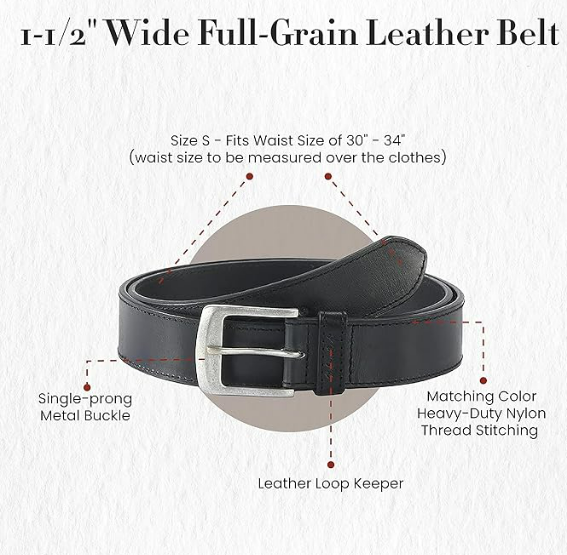 1-1/2" Wide Full-Grain Leather Belt
Size S - Fits Waist Size of 30" - 34"
(waist size to be measured over the clothes)
Single-prong
Metal Buckle
Matching Color
Heavy-Duty Nylon
Thread Stitching
Leather Loop Keeper